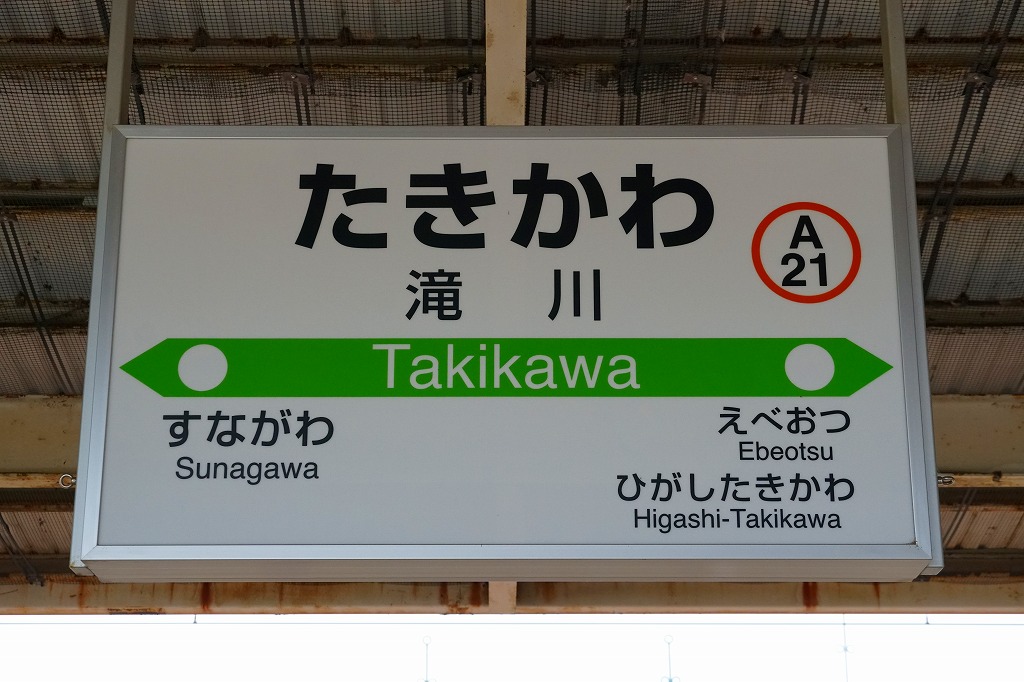 たきかわ
滝川
A
21
Takikawa
すながわ
Sunagawa
えべおつ
Ebeotsu
ひがしたきかわ
Higashi-Takikawa